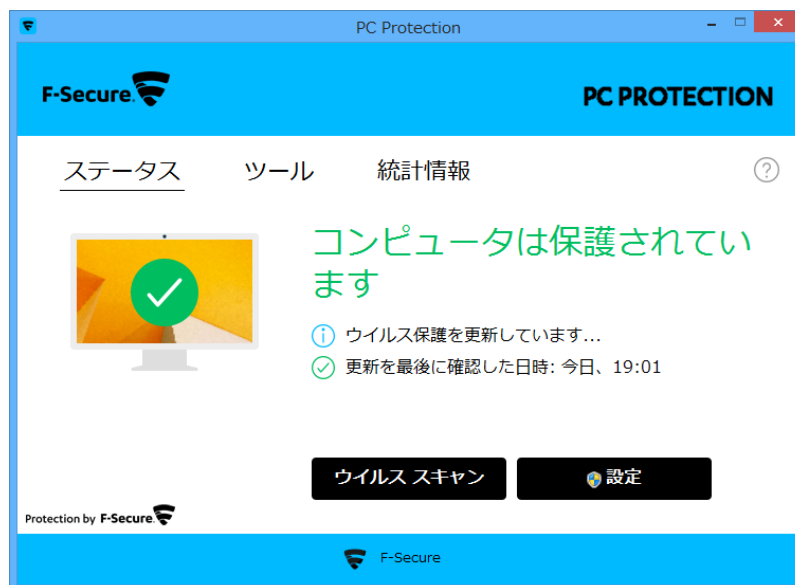 PC Protection
F-Secure.
PC PROTECTION
ステータス ツール 統計情報 ?
コンピュータは保護されてい
ます
ウイルス保護を更新しています...
更新を最後に確認した日時: 今日、19:01
ウイルス スキャン 設定
Protection by F-Secure.
F-Secure